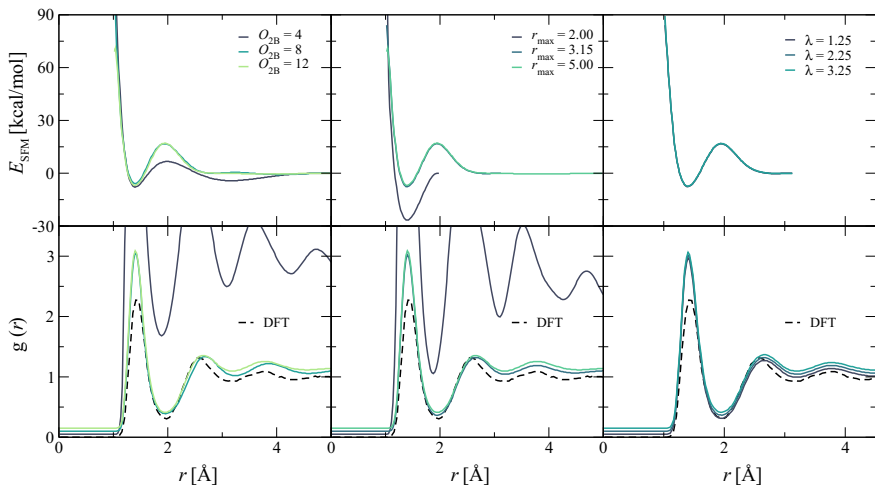 90
60
30
0
-30
E_SFM [kcal/mol]
O_2B = 4
O_2B = 8
O_2B = 12
r_max = 2.00
r_max = 3.15
r_max = 5.00
λ = 1.25
λ = 2.25
λ = 3.25
3
2
1
0
g (r)
DFT
DFT
DFT
0 2 4
0 2 4
0 2 4
r [Å]
r [Å]
r [Å]